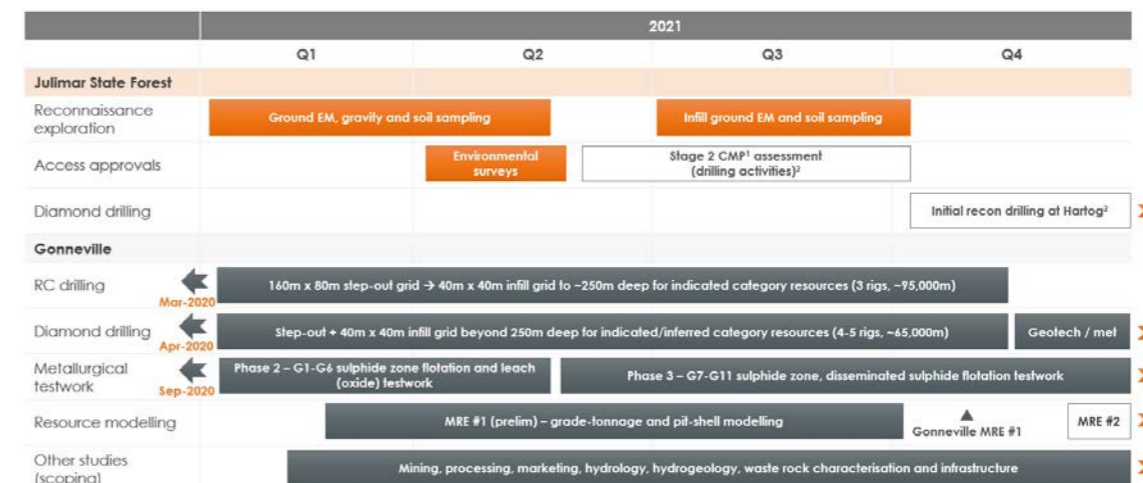 2021
Q1 Q2 Q3 Q4
Julimar State Forest
Reconnaissance
exploration
Ground EM, gravity and soil sampling
Infill ground EM and soil sampling
Access approvals
Environmental
surveys
Stage 2 CMP¹ assessment
(drilling activities)²
Diamond drilling
Initial recon drilling at Hartog²
Gonneville
RC drilling
Mar-2020
160m x 80m step-out grid → 40m x 40m infill grid to ~250m deep for indicated category resources (3 rigs, ~95,000m)
Diamond drilling
Apr-2020
Step-out + 40m x 40m infill grid beyond 250m deep for indicated/inferred category resources (4-5 rigs, ~65,000m)
Geotech / met
Metallurgical
testwork
Sep-2020
Phase 2 – G1-G6 sulphide zone flotation and leach
(oxide) testwork
Phase 3 – G7-G11 sulphide zone, disseminated sulphide flotation testwork
Resource modelling
MRE #1 (prelim) – grade-tonnage and pit-shell modelling
Gonneville MRE #1
MRE #2
Other studies
(scoping)
Mining, processing, marketing, hydrology, hydrogeology, waste rock characterisation and infrastructure